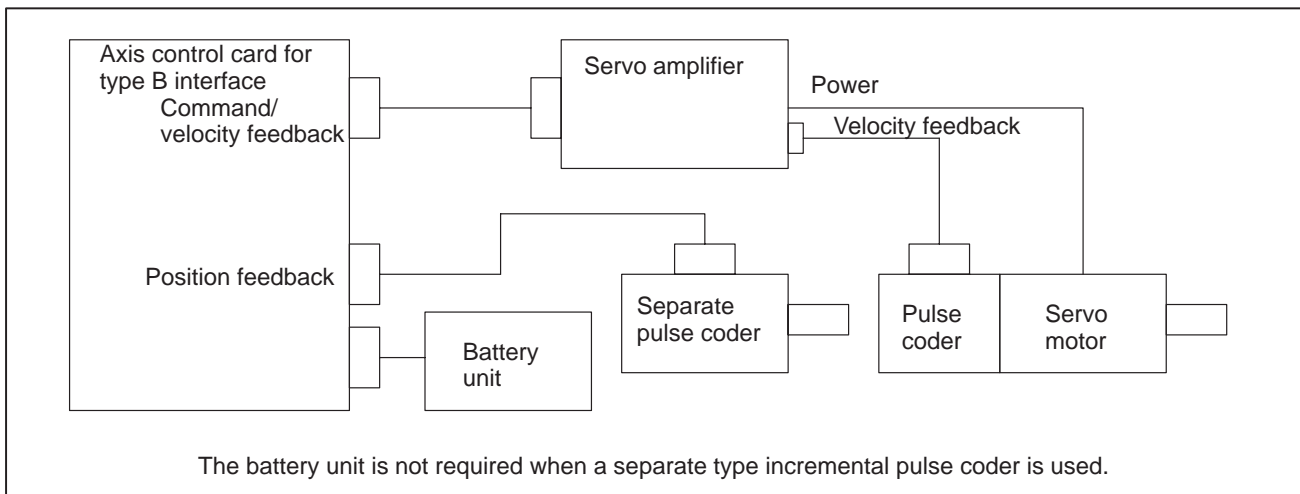 Axis control card for
type B interface
Command/
velocity feedback
Servo amplifier
Power
Velocity feedback
Position feedback
Separate
pulse coder
Pulse
coder
Servo
motor
Battery
unit
The battery unit is not required when a separate type incremental pulse coder is used.